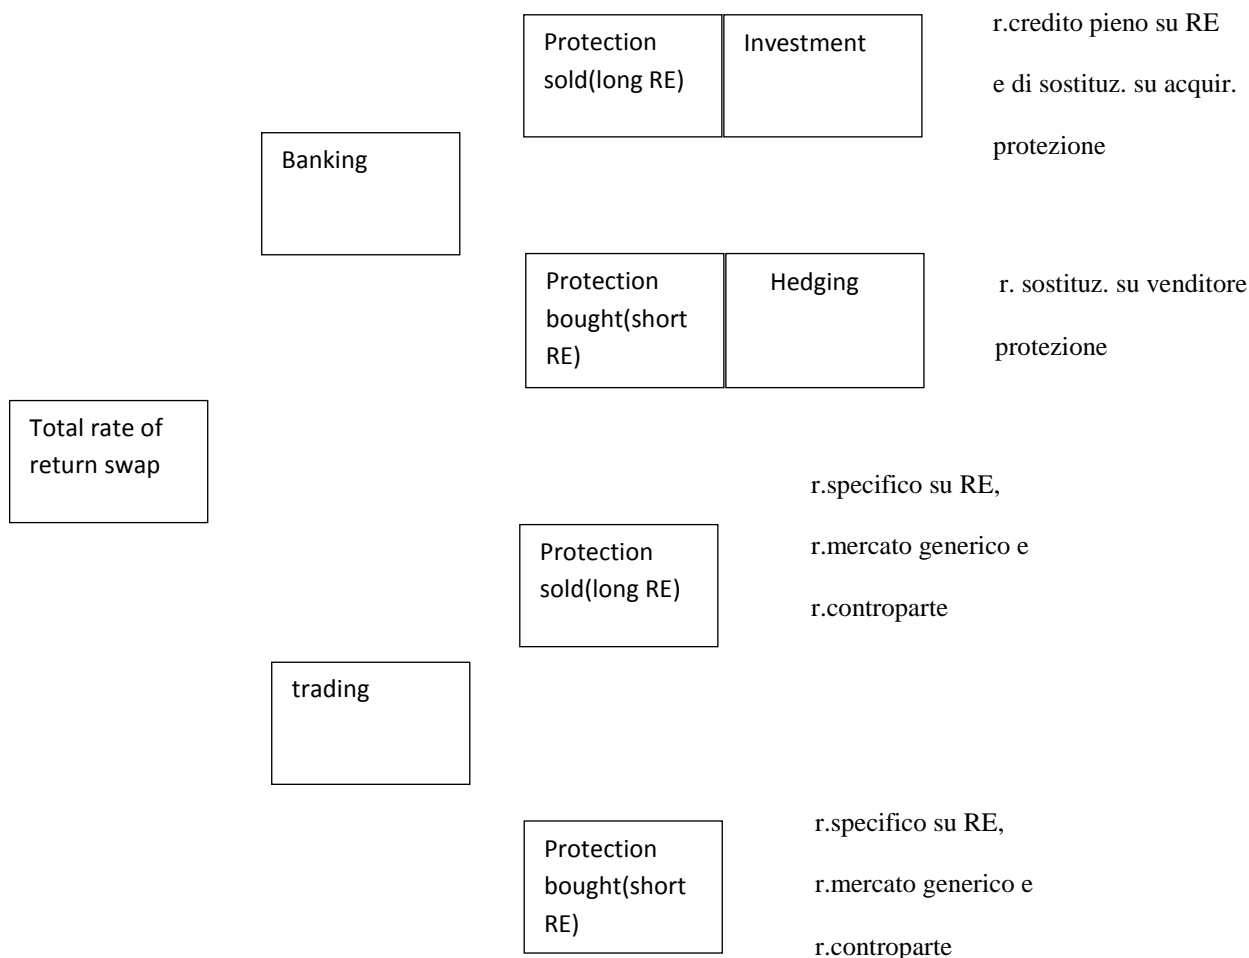 Protection
sold(long RE)
Investment
r.credito pieno su RE
e di sostituz. su acquir.
protezione
Banking
Protection
bought(short
RE)
Hedging
r. sostituz. su venditore
protezione
Total rate of
return swap
r.specifico su RE,
r.mercato generico e
r.controparte
Protection
sold(long RE)
trading
Protection
bought(short
RE)
r.specifico su RE,
r.mercato generico e
r.controparte